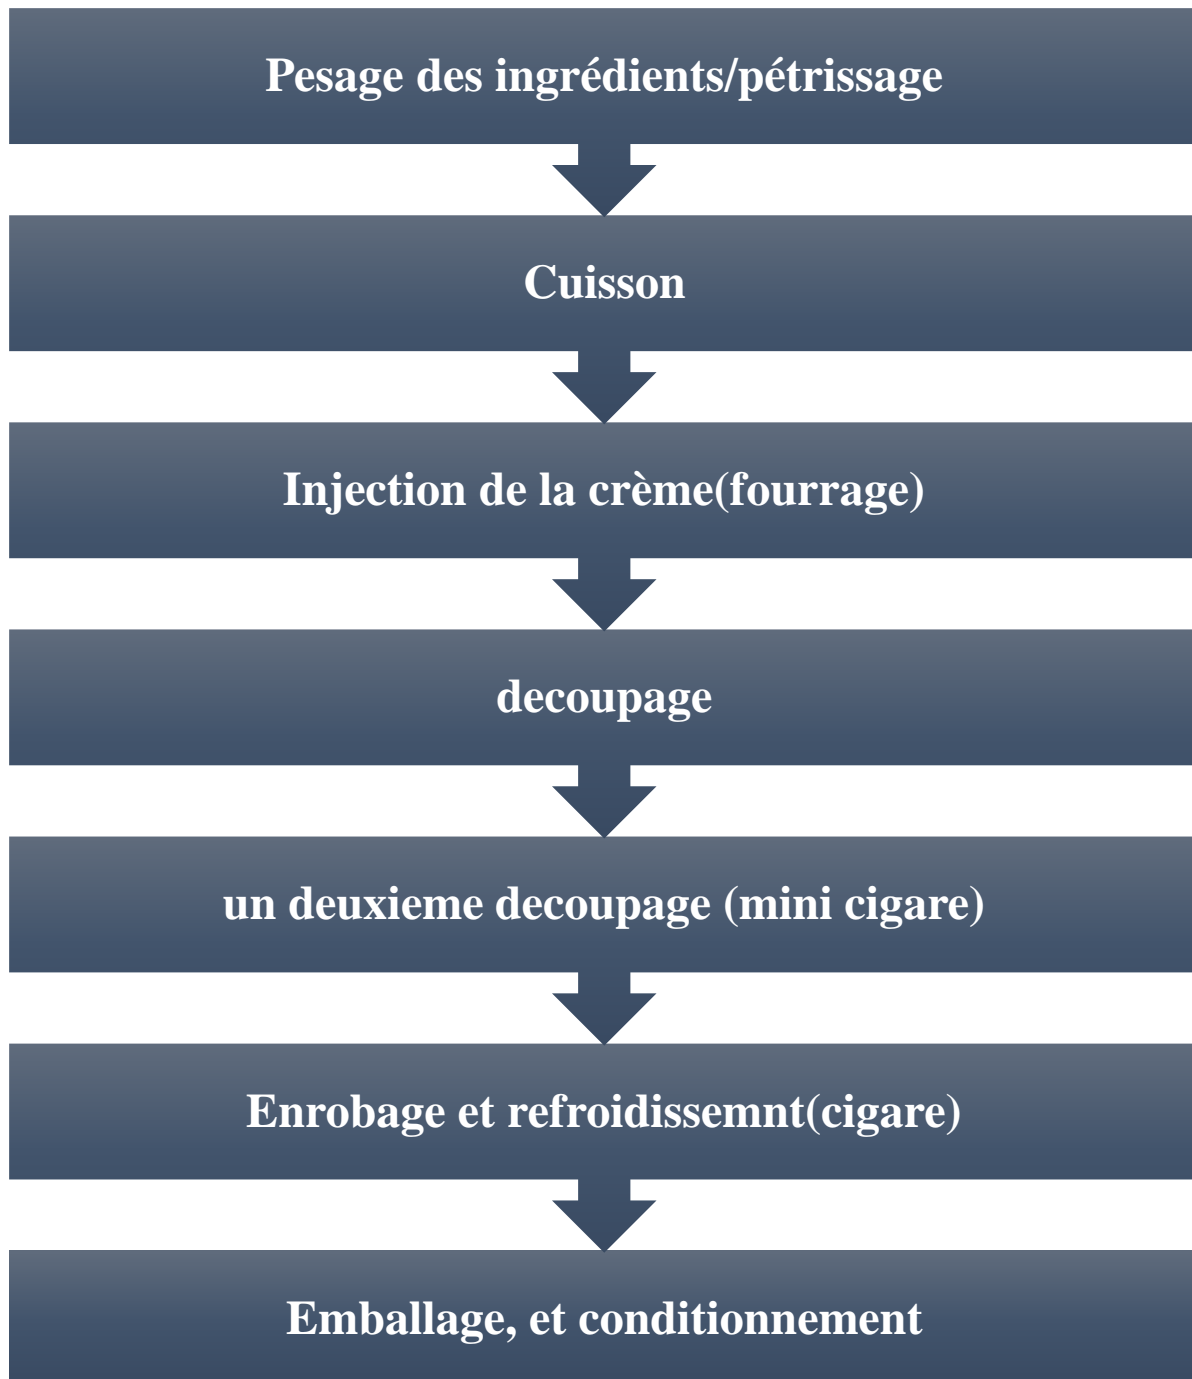 Pesage des ingrédients/pétrissage
Cuisson
Injection de la crème(fourrage)
decoupage
un deuxieme decoupage (mini cigare)
Enrobage et refroidissemnt(cigare)
Emballage, et conditionnement